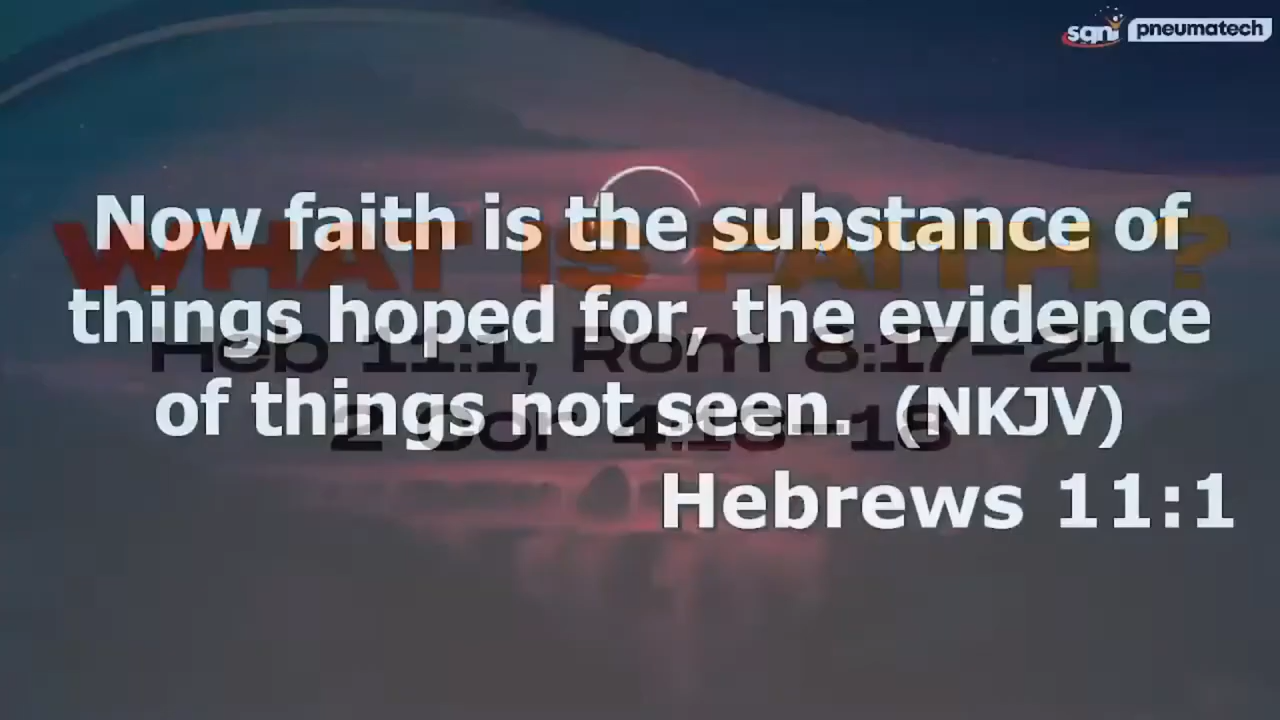 sqni pneumatech
Now faith is the substance of
WHAT IS FAITH ?
things hoped for, the evidence
Heb 11:1, Rom 8:17-21
of things not seen. (NKJV)
Hebrews 11:1